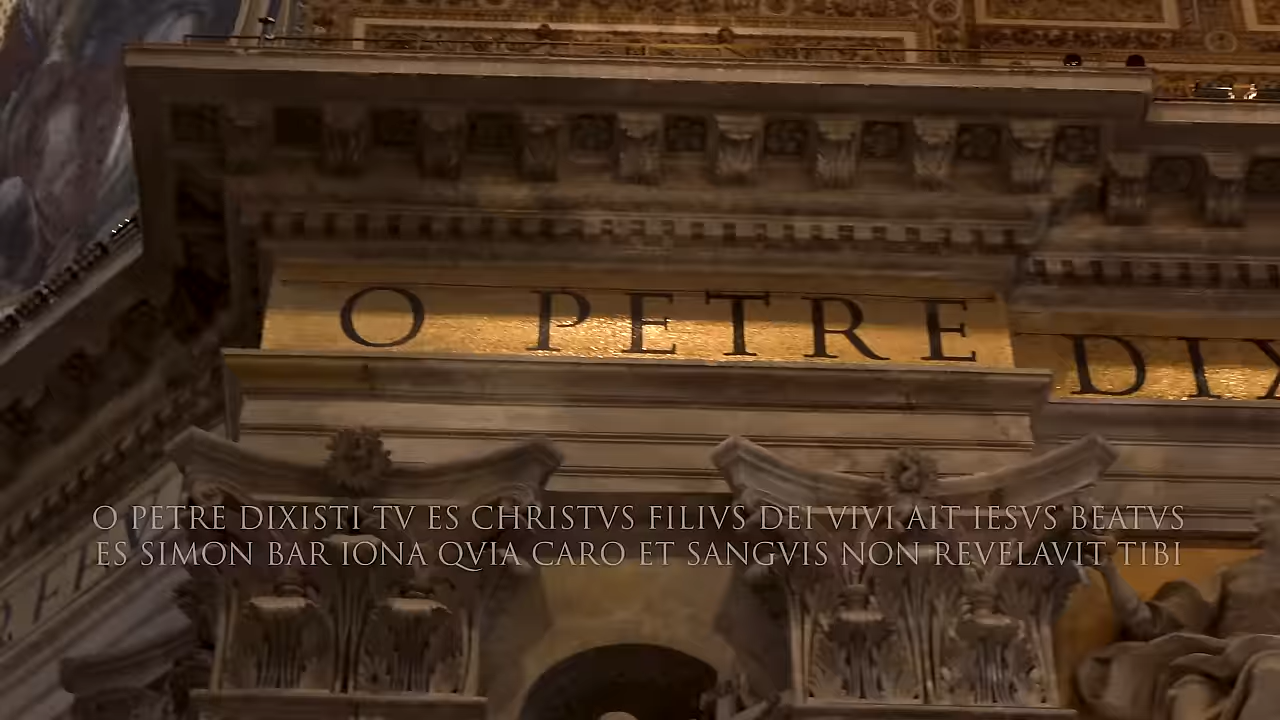 O PETRE DIX
O PETRE DIXISTI TV ES CHRISTVS FILIVS DEI VIVI AIT IESVS BEATVS
ES SIMON BAR IONA QVIA CARO ET SANGVIS NON REVELAVIT TIBI